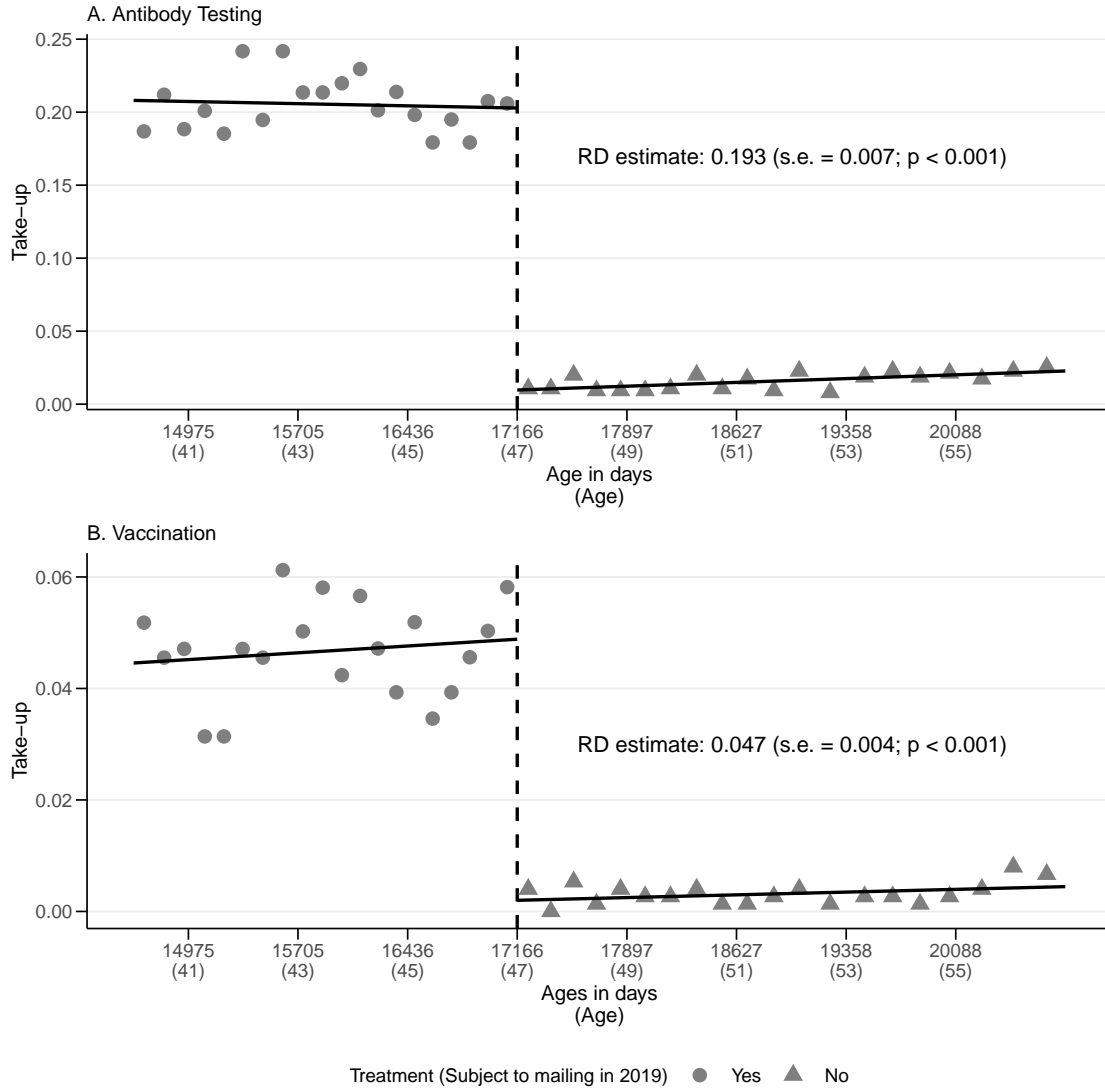 A. Antibody Testing
0.25
0.20
0.15
0.10
0.05
0.00
Take−up
RD estimate: 0.193 (s.e. = 0.007; p < 0.001)
14975 15705 16436 17166 17897 18627 19358 20088
(41) (43) (45) (47) (49) (51) (53) (55)
Age in days
(Age)
B. Vaccination
0.06
0.04
0.02
0.00
Take−up
RD estimate: 0.047 (s.e. = 0.004; p < 0.001)
14975 15705 16436 17166 17897 18627 19358 20088
(41) (43) (45) (47) (49) (51) (53) (55)
Ages in days
(Age)
Treatment (Subject to mailing in 2019) Yes No